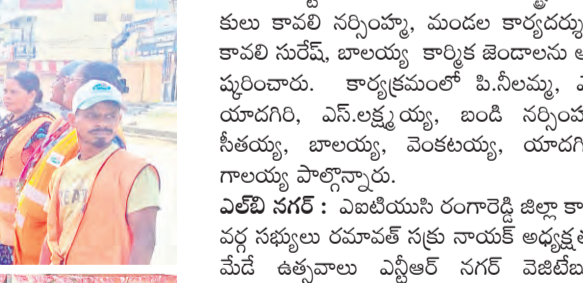 కులు కావలి నర్సింహ్మ, మండల కార్యదర్శు
కావలి సురేష్, బాలయ్య కార్మిక జెండాలను
ష్కరించారు. కార్యక్రమంలో పి.నీలమ్మ,
యాదగిరి, ఎస్.లక్ష్మయ్య, బండి నర్సింహ
సీతయ్య, బాలయ్య, వెంకటయ్య, యాదగి
గాలయ్య పాల్గొన్నారు.
ఎల్‌బి నగర్ : ఎఐటియుసి రంగారెడ్డి జిల్లా కా
వర్గ సభ్యులు రమావత్ సక్రు నాయక్ అధ్యక్షత
మేడే ఉత్సవాలు ఎన్టీఆర్ నగర్ వెజిటేబ